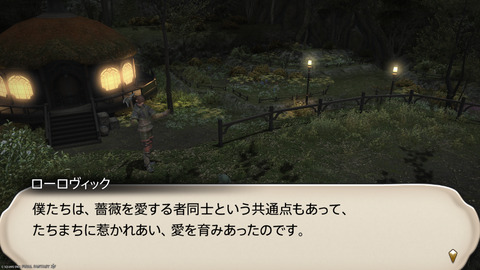 ローロヴィック
僕たちは、薔薇を愛する者同士という共通点もあって、
たちまちに惹かれあい、愛を育みあったのです。